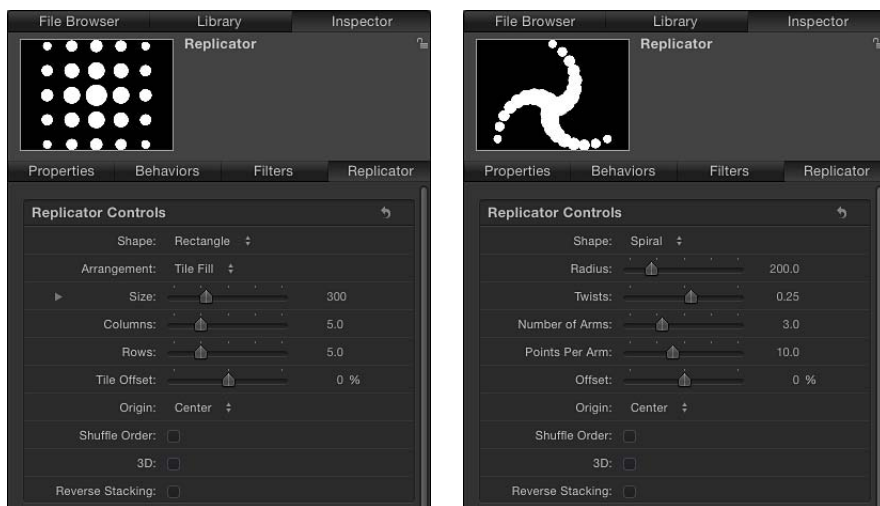 File Browser Library Inspector
Replicator
Properties Behaviors Filters Replicator
Replicator Controls
Shape: Rectangle
Arrangement: Tile Fill
Size: 300
Columns: 5.0
Rows: 5.0
Tile Offset: 0 %
Origin: Center
Shuffle Order:
3D:
Reverse Stacking:
File Browser Library Inspector
Replicator
Properties Behaviors Filters Replicator
Replicator Controls
Shape: Spiral
Radius: 200.0
Twists: 0.25
Number of Arms: 3.0
Points Per Arm: 10.0
Offset: 0 %
Origin: Center
Shuffle Order:
3D:
Reverse Stacking: